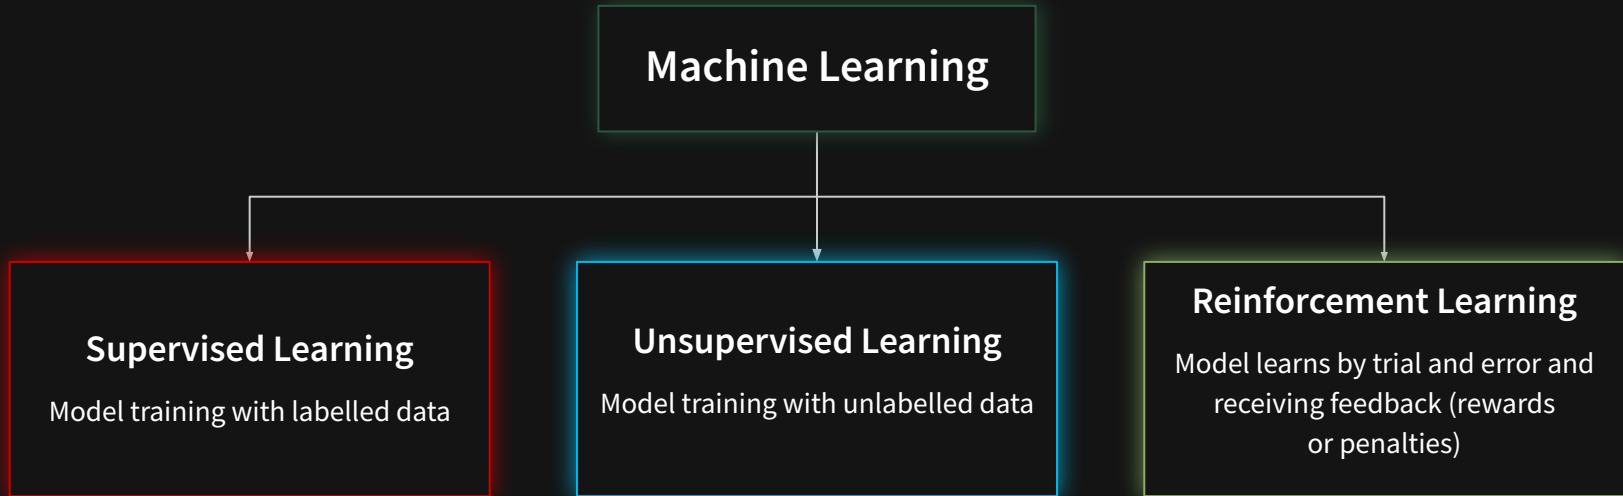 Machine Learning
Supervised Learning
Model training with labelled data
Unsupervised Learning
Model training with unlabelled data
Reinforcement Learning
Model learns by trial and error and
receiving feedback (rewards
or penalties)